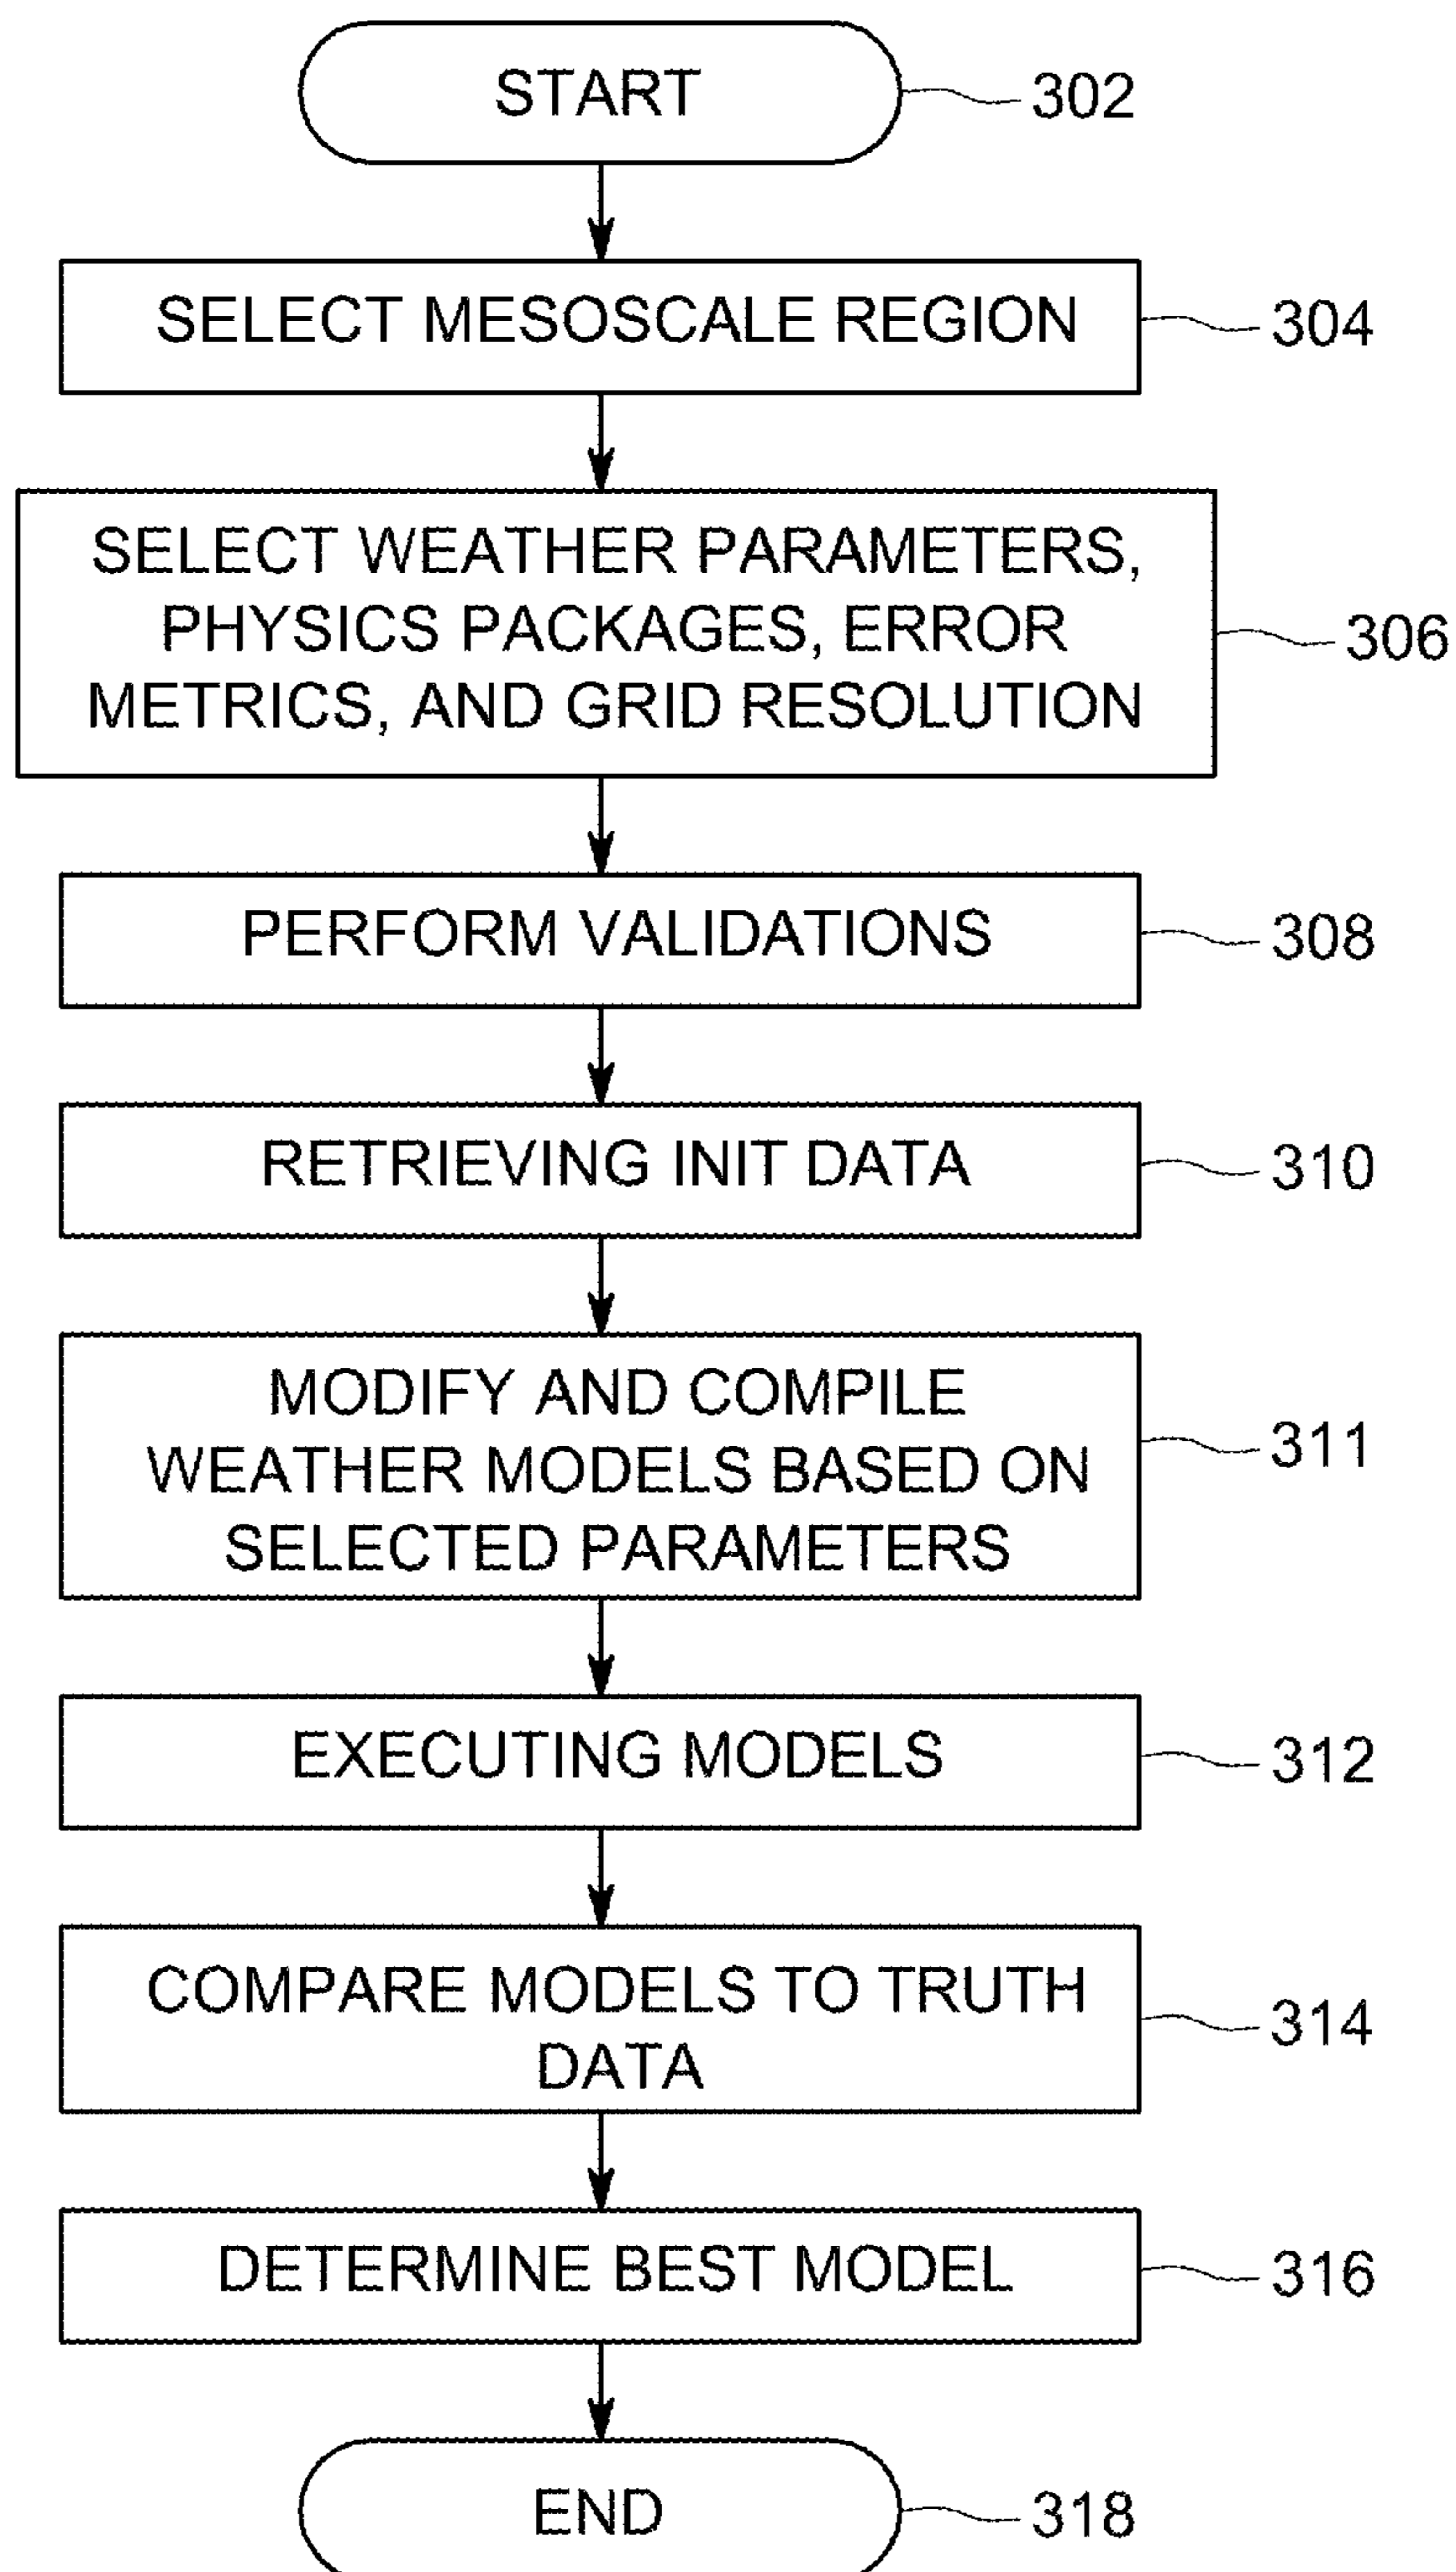 START
302
SELECT MESOSCALE REGION
304
SELECT WEATHER PARAMETERS,
PHYSICS PACKAGES, ERROR
METRICS, AND GRID RESOLUTION
306
PERFORM VALIDATIONS
308
RETRIEVING INIT DATA
310
MODIFY AND COMPILE
WEATHER MODELS BASED ON
SELECTED PARAMETERS
311
EXECUTING MODELS
312
COMPARE MODELS TO TRUTH
DATA
314
DETERMINE BEST MODEL
316
END
318